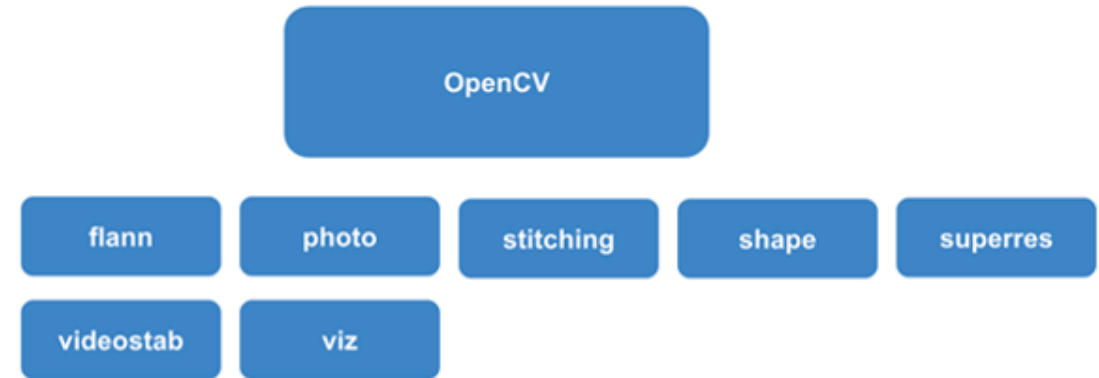 OpenCV
flann
photo
stitching
shape
superres
videostab
viz